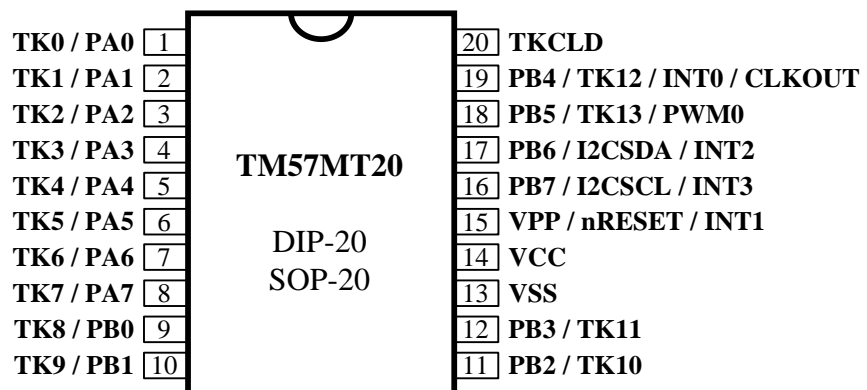 TK0 / PA0 1
TK1 / PA1 2
TK2 / PA2 3
TK3 / PA3 4
TK4 / PA4 5
TK5 / PA5 6
TK6 / PA6 7
TK7 / PA7 8
TK8 / PB0 9
TK9 / PB1 10
TM57MT20
DIP-20
SOP-20
20 TKCLD
19 PB4 / TK12 / INT0 / CLKOUT
18 PB5 / TK13 / PWM0
17 PB6 / I2CSDA / INT2
16 PB7 / I2CSCL / INT3
15 VPP / nRESET / INT1
14 VCC
13 VSS
12 PB3 / TK11
11 PB2 / TK10